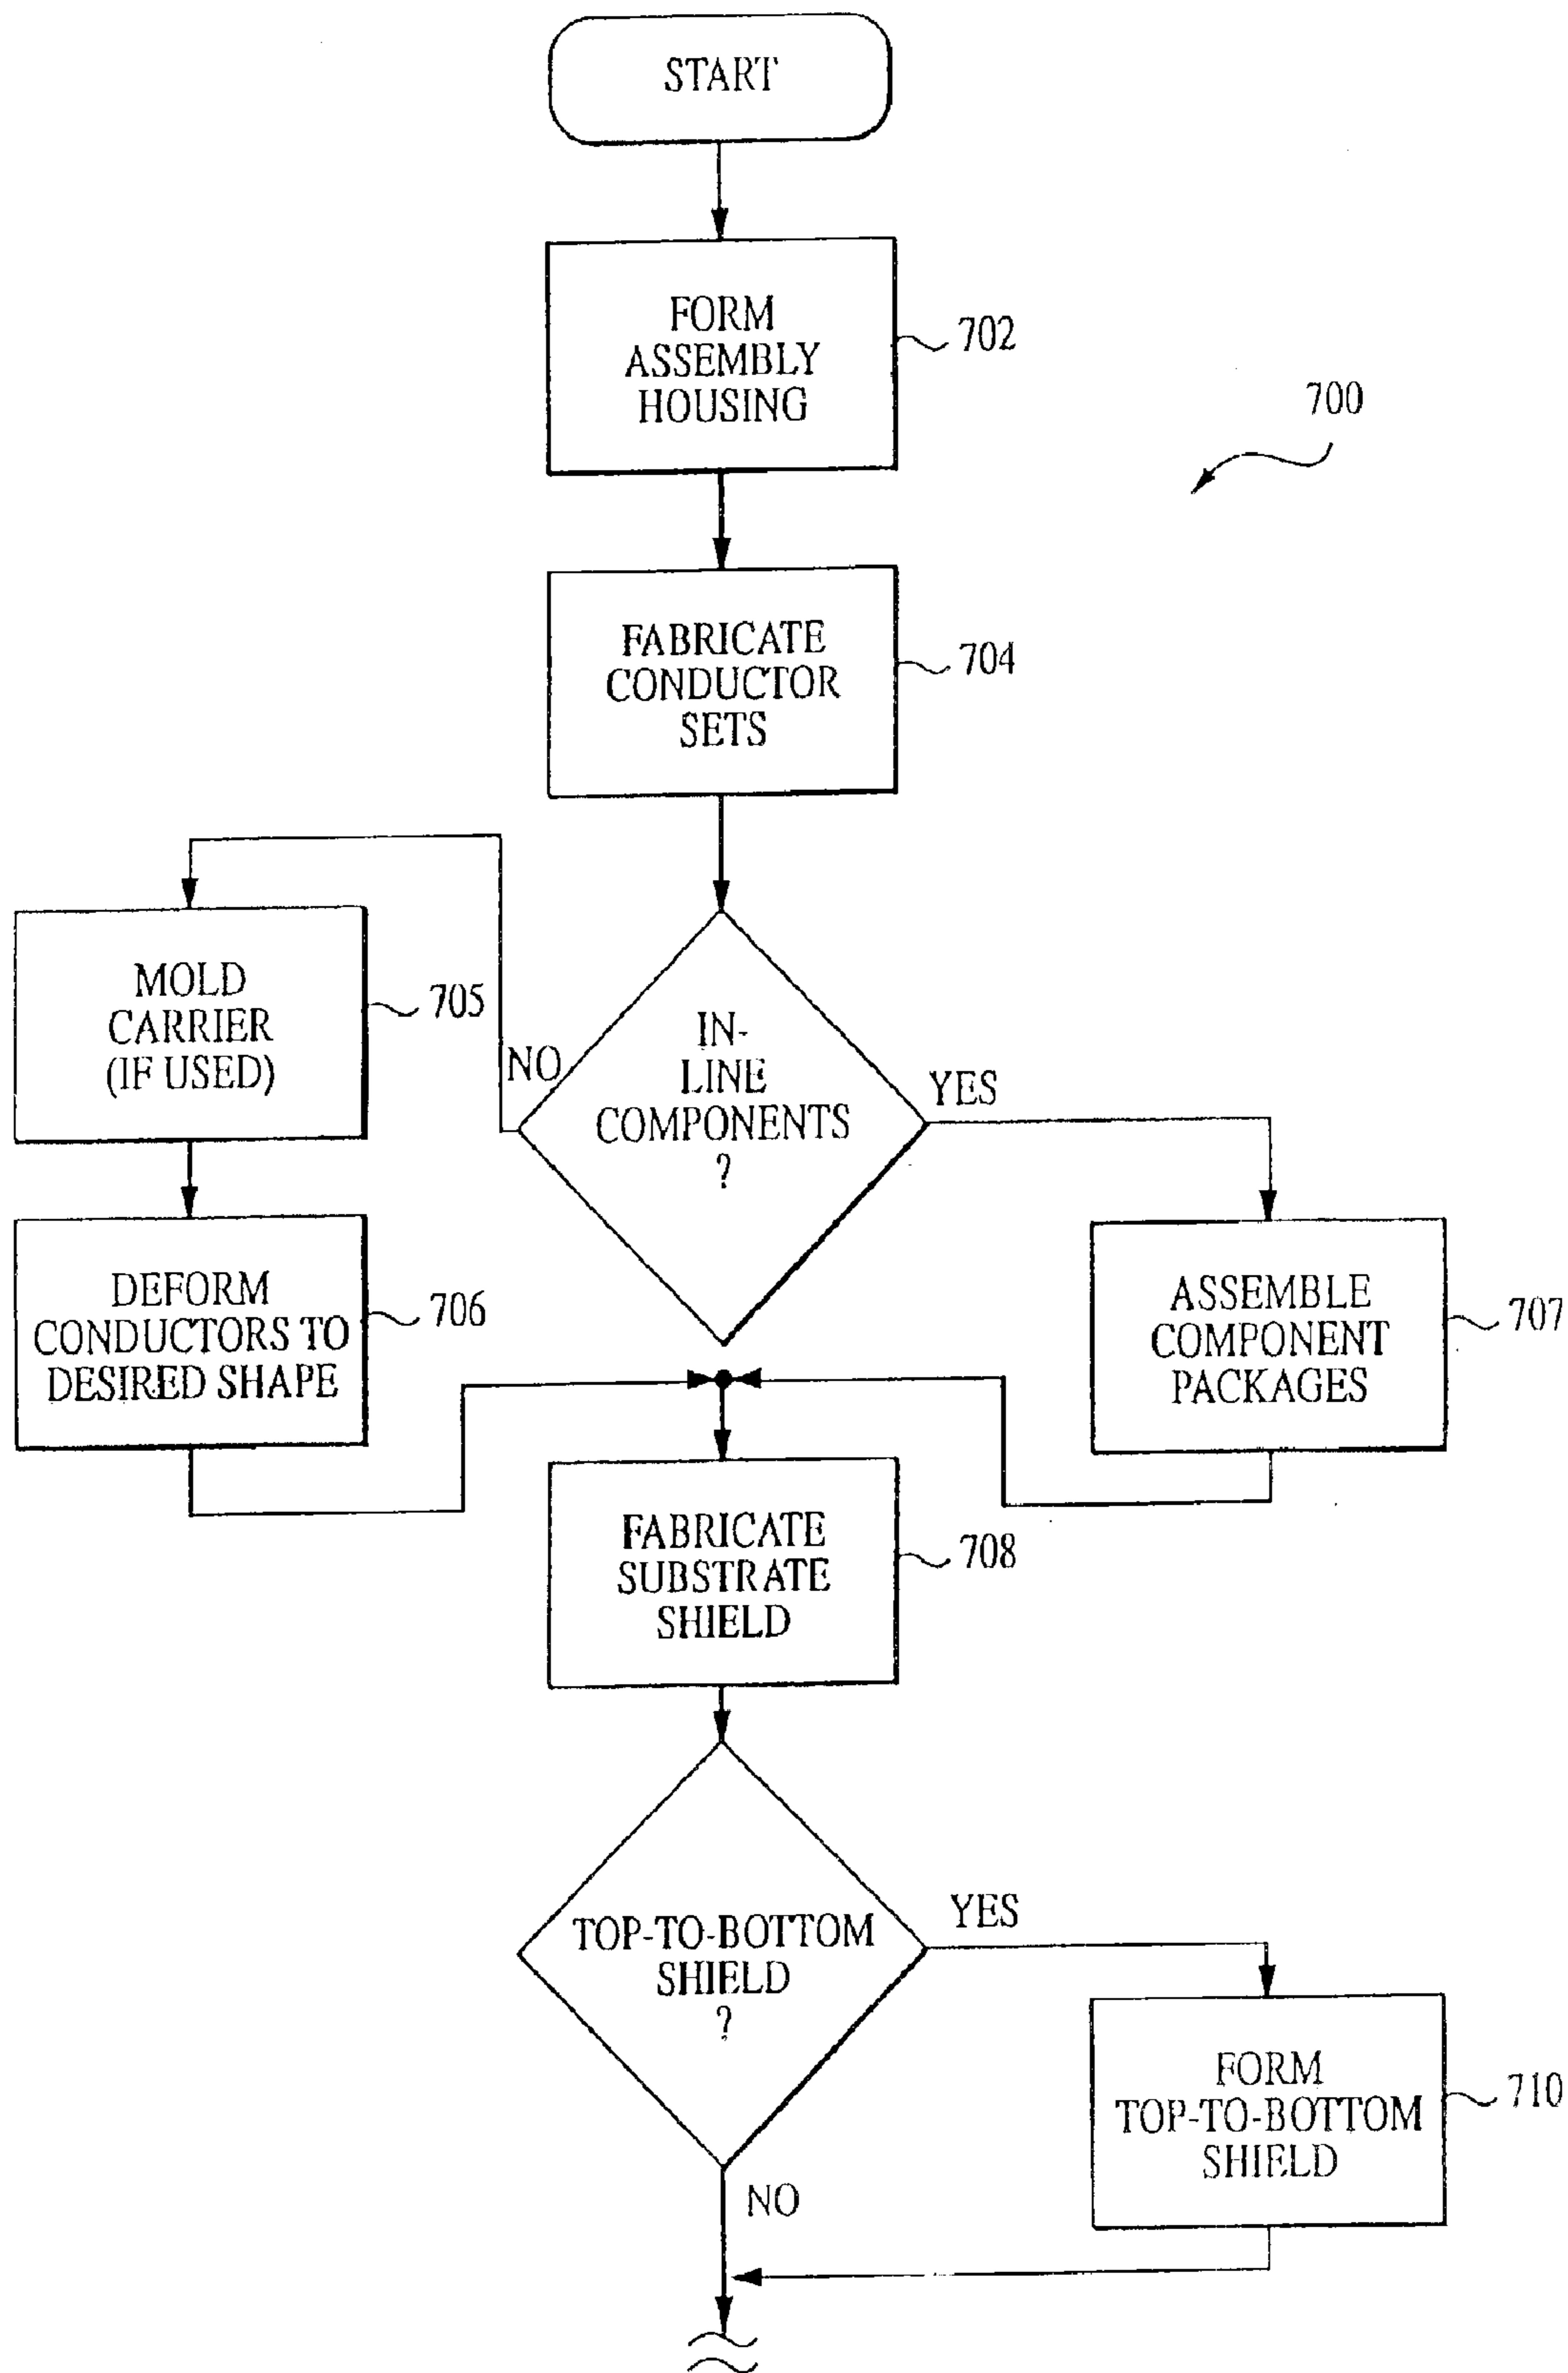 START
FORM
ASSEMBLY
HOUSING
702
700
FABRICATE
CONDUCTOR
SETS
704
MOLD
CARRIER
(IF USED)
705
NO
IN-
LINE
COMPONENTS
?
YES
DEFORM
CONDUCTORS TO
DESIRED SHAPE
706
ASSEMBLE
COMPONENT
PACKAGES
707
FABRICATE
SUBSTRATE
SHIELD
708
TOP-TO-BOTTOM
SHIELD
?
YES
FORM
TOP-TO-BOTTOM
SHIELD
710
NO